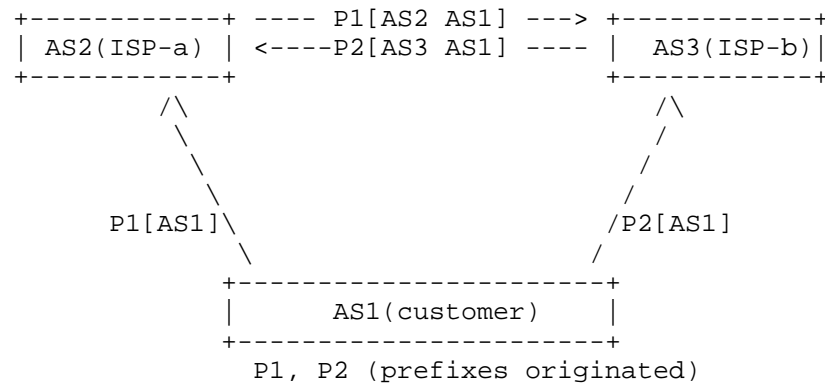 +------------+ ---- P1[AS2 AS1] ---> +------------+
| AS2(ISP-a) | <----P2[AS3 AS1] ---- | AS3(ISP-b)|
+------------+ +------------+
/\ /\
\ /
\ /
\ /
P1[AS1]\ /P2[AS1]
\ /
+-----------------------+
| AS1(customer) |
+-----------------------+
P1, P2 (prefixes originated)